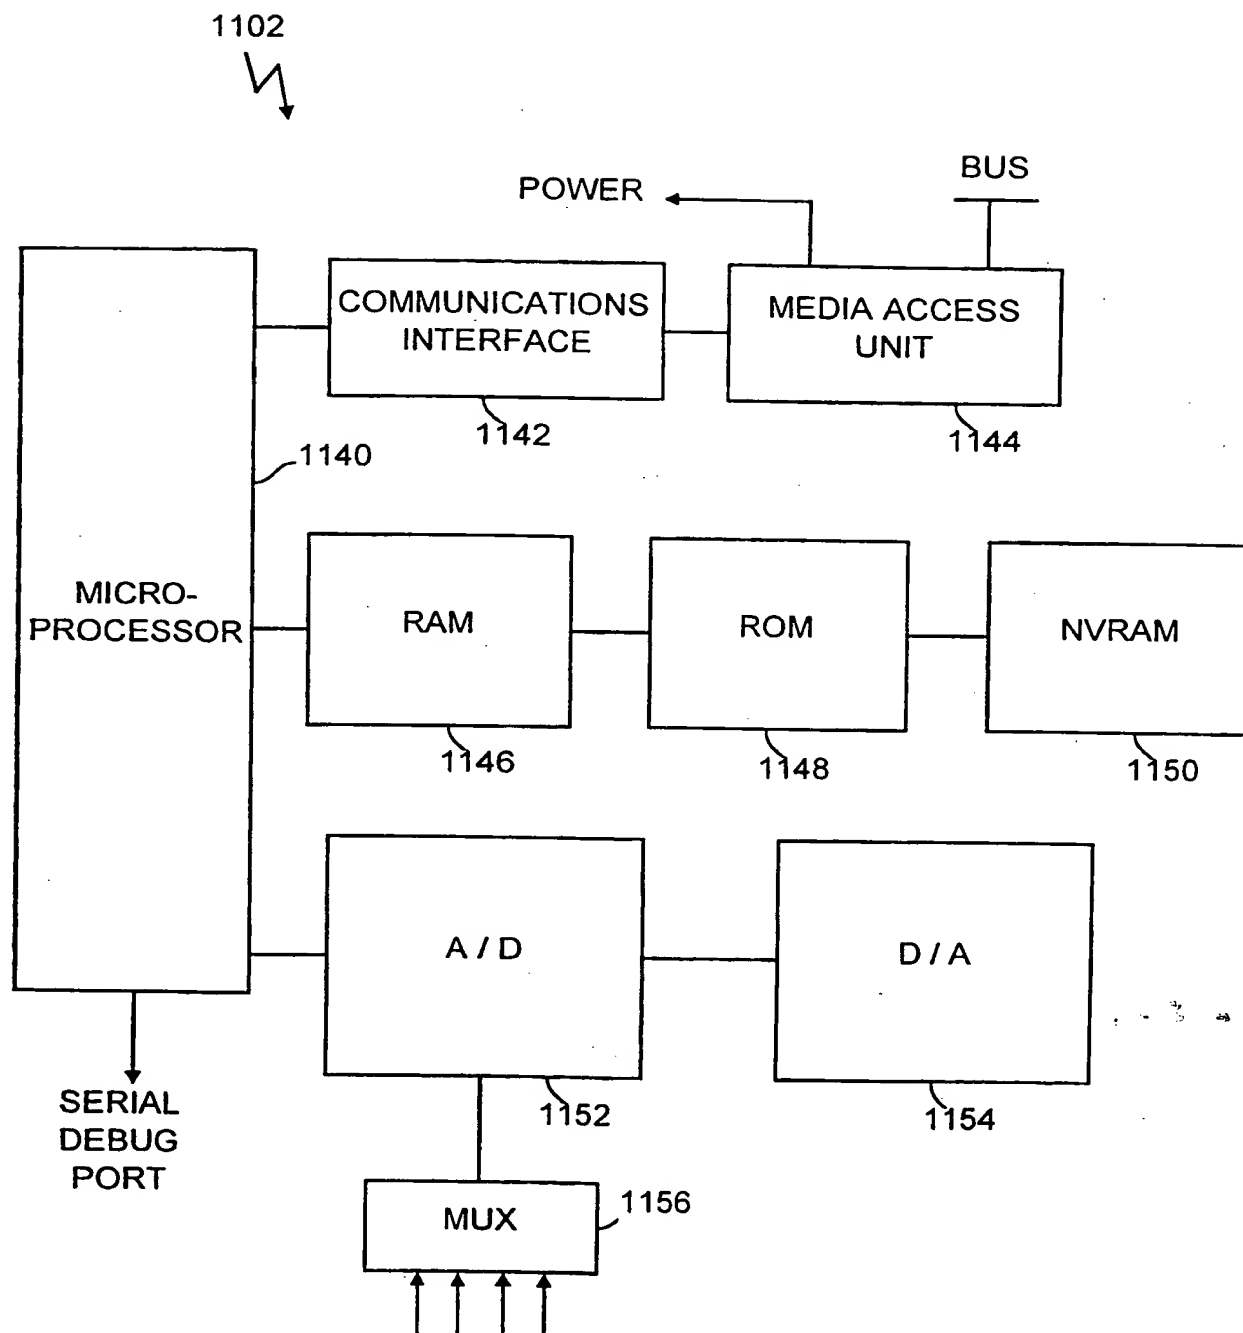 1102
POWER
BUS
COMMUNICATIONS
INTERFACE
MEDIA ACCESS
UNIT
1142
1144
1140
MICRO-
PROCESSOR
RAM
ROM
NVRAM
1146
1148
1150
A / D
D / A
1152
1154
SERIAL
DEBUG
PORT
MUX
1156